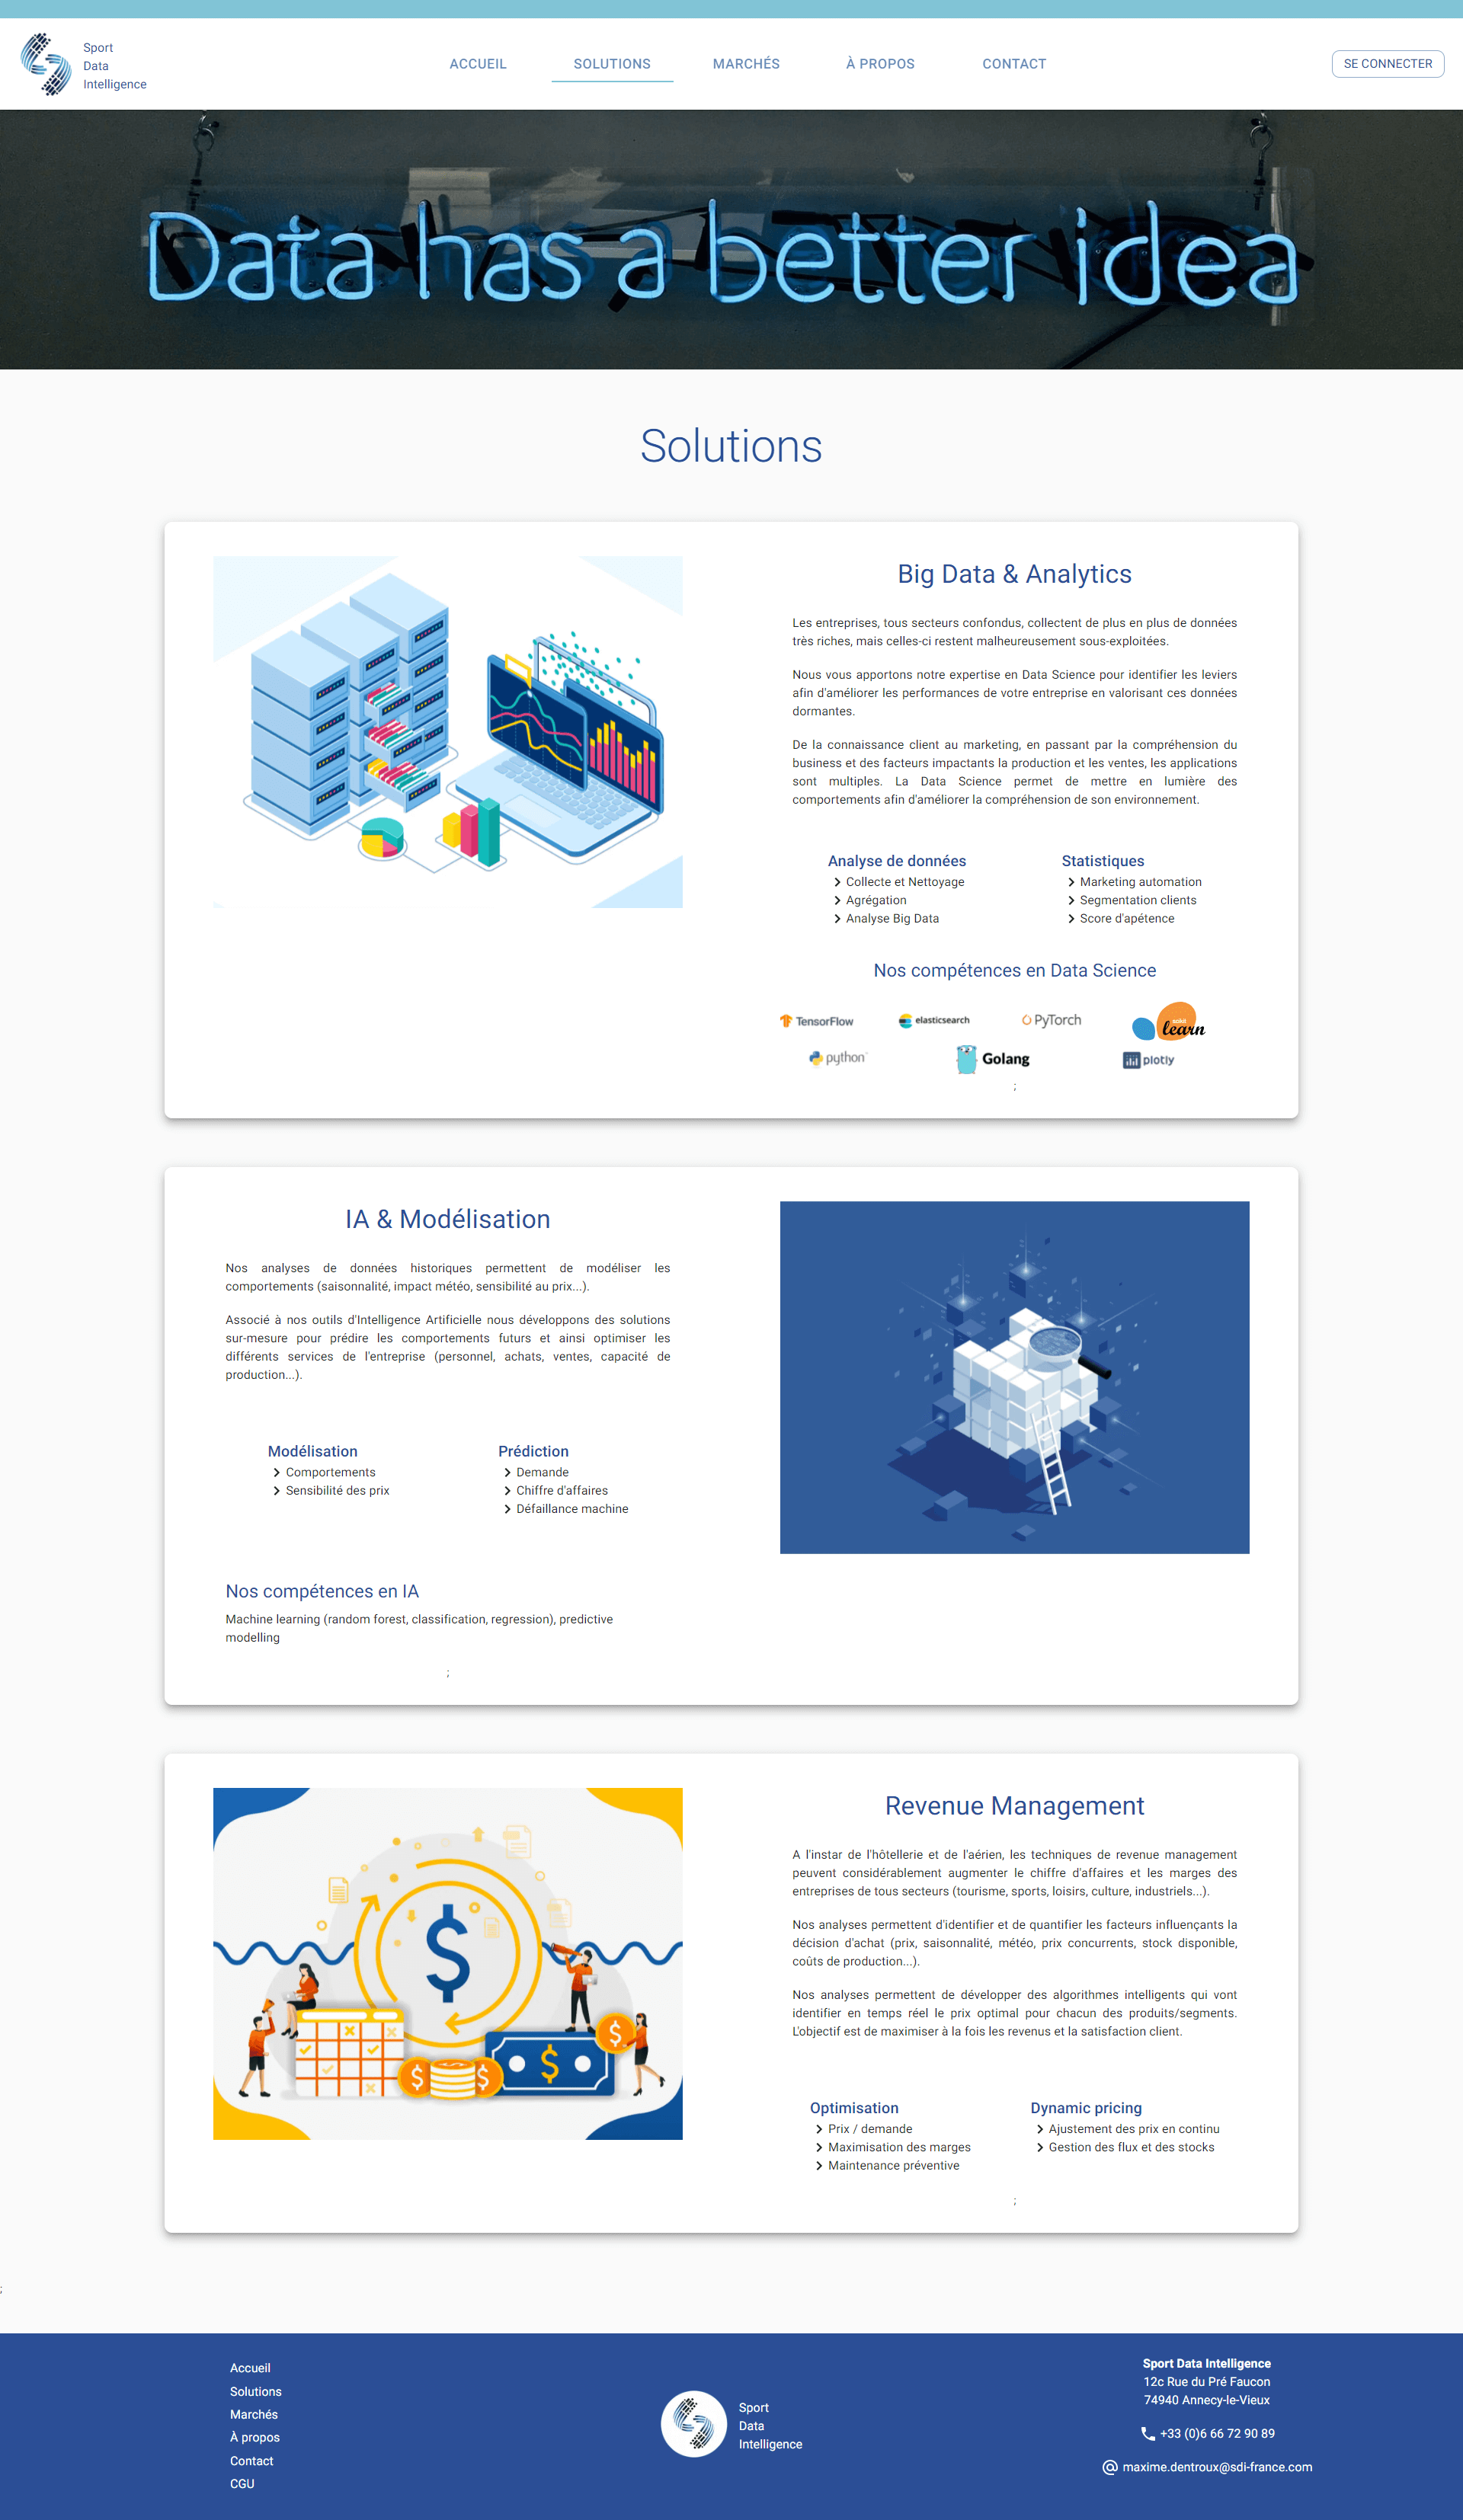 Sport
Data
Intelligence
ACCUEIL
SOLUTIONS
MARCHÉS
À PROPOS
CONTACT
SE CONNECTER
Data has a better idea
Solutions
Big Data & Analytics
Les entreprises, tous secteurs confondus, collectent de plus en plus de données
très riches, mais celles-ci restent malheureusement sous-exploitées.
Nous vous apportons notre expertise en Data Science pour identifier les leviers
afin d'améliorer les performances de votre entreprise en valorisant ces données
dormantes.
De la connaissance client au marketing, en passant par la compréhension du
business et des facteurs impactants la production et les ventes, les applications
sont multiples. La Data Science permet de mettre en lumière des
comportements afin d'améliorer la compréhension de son environnement.
Analyse de données
Collecte et Nettoyage
Agrégation
Analyse Big Data
Statistiques
Marketing automation
Segmentation clients
Score d'apétence
Nos compétences en Data Science
TensorFlow
elasticsearch
PyTorch
scikit
learn
python
Golang
plotly
;
IA & Modélisation
Nos analyses de données historiques permettent de modéliser les
comportements (saisonnalité, impact météo, sensibilité au prix...).
Associé à nos outils d'Intelligence Artificielle nous développons des solutions
sur-mesure pour prédire les comportements futurs et ainsi optimiser les
différents services de l'entreprise (personnel, achats, ventes, capacité de
production...).
Modélisation
Comportements
Sensibilité des prix
Prédiction
Demande
Chiffre d'affaires
Défaillance machine
Nos compétences en IA
Machine learning (random forest, classification, regression), predictive
modelling
;
Revenue Management
A l'instar de l'hôtellerie et de l'aérien, les techniques de revenue management
peuvent considérablement augmenter le chiffre d'affaires et les marges des
entreprises de tous secteurs (tourisme, sports, loisirs, culture, industriels...).
Nos analyses permettent d'identifier et de quantifier les facteurs influençants la
décision d'achat (prix, saisonnalité, météo, prix concurrents, stock disponible,
coûts de production...).
Nos analyses permettent de développer des algorithmes intelligents qui vont
identifier en temps réel le prix optimal pour chacun des produits/segments.
L'objectif est de maximiser à la fois les revenus et la satisfaction client.
Optimisation
Prix / demande
Maximisation des marges
Maintenance préventive
Dynamic pricing
Ajustement des prix en continu
Gestion des flux et des stocks
;
;
Accueil
Solutions
Marchés
À propos
Contact
CGU
Sport
Data
Intelligence
Sport Data Intelligence
12c Rue du Pré Faucon
74940 Annecy-le-Vieux
+33 (0)6 66 72 90 89
maxime.dentroux@sdi-france.com